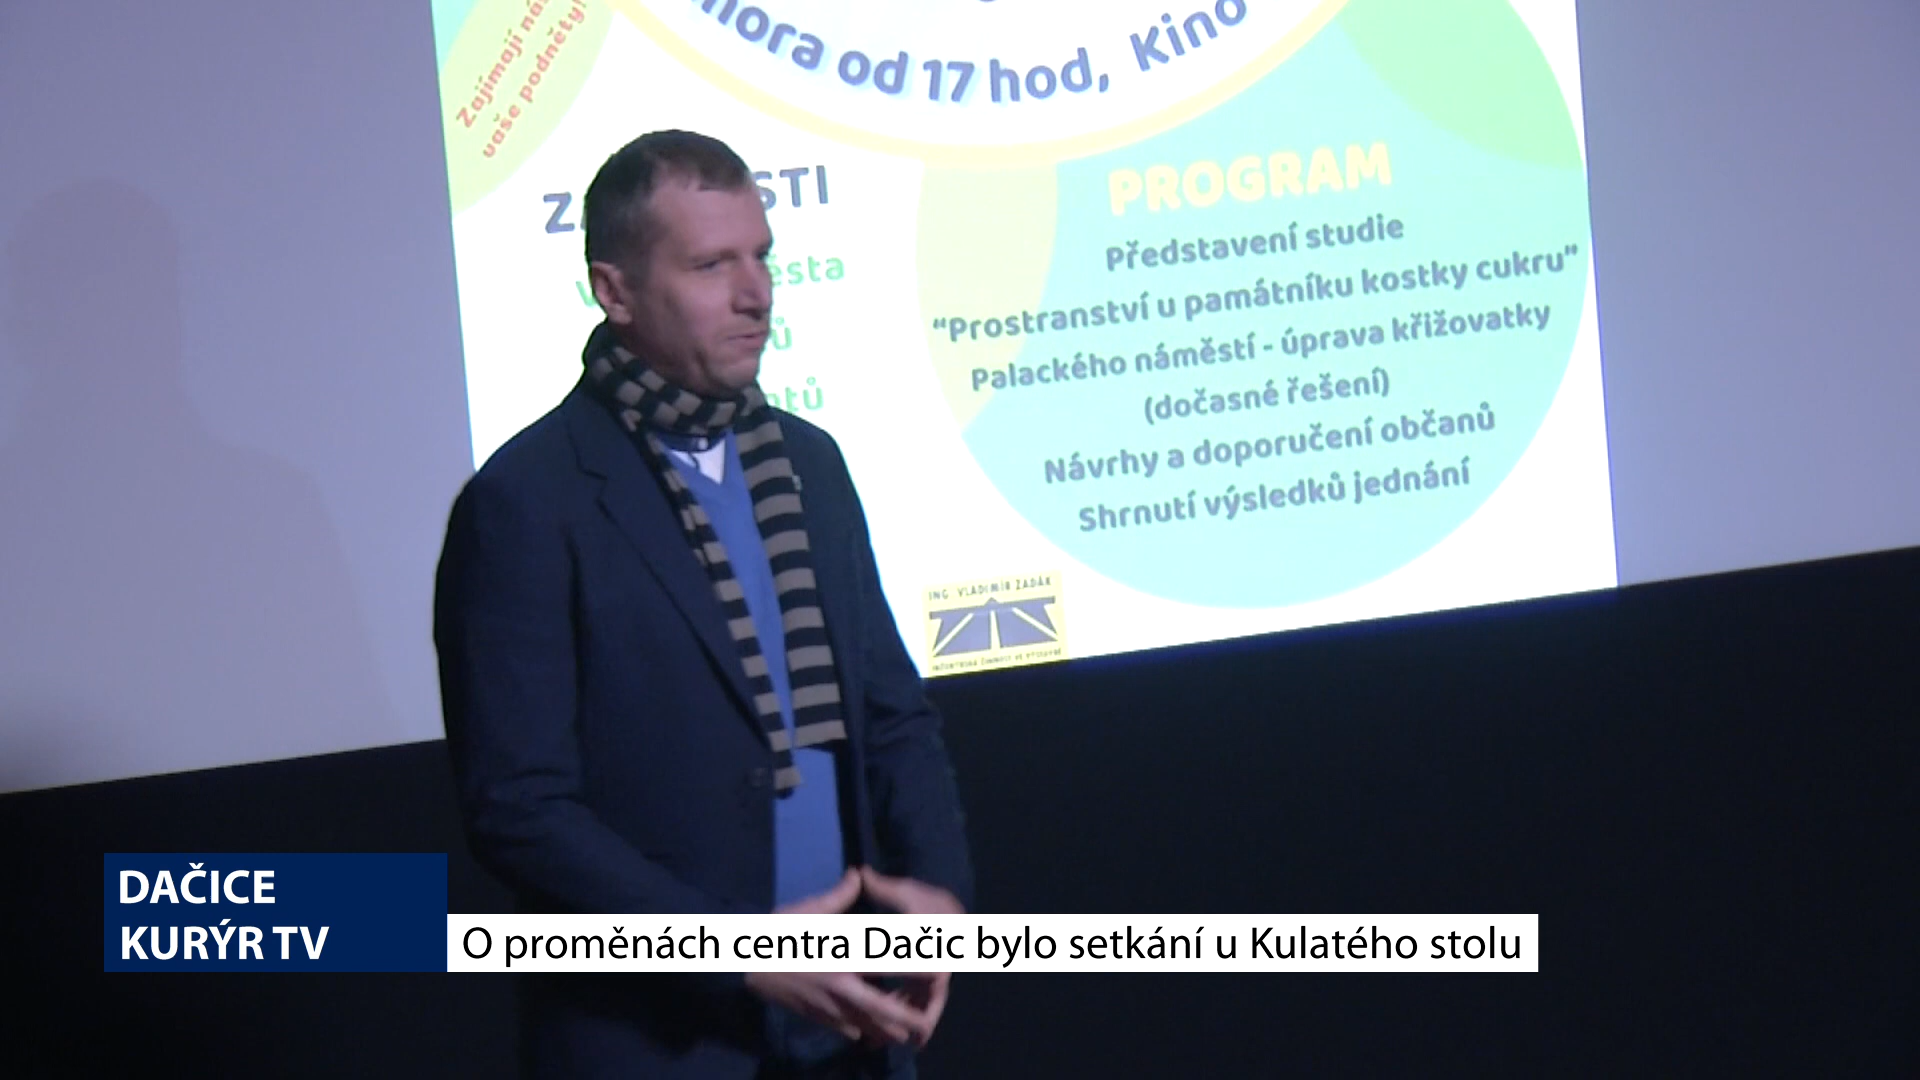 Zajímají
vaše podněty!
od 17 hod, Kino
PROGRAM
Představení studie
“Prostranství u památníku kostky cukru”
Palackého náměstí - úprava křižovatky
(dočasné řešení)
Návrhy a doporučení občanů
Shrnutí výsledků jednání
ING VLADIMÍR ZADÁK
DAČICE
KURÝR TV
O proměnách centra Dačic bylo setkání u Kulatého stolu